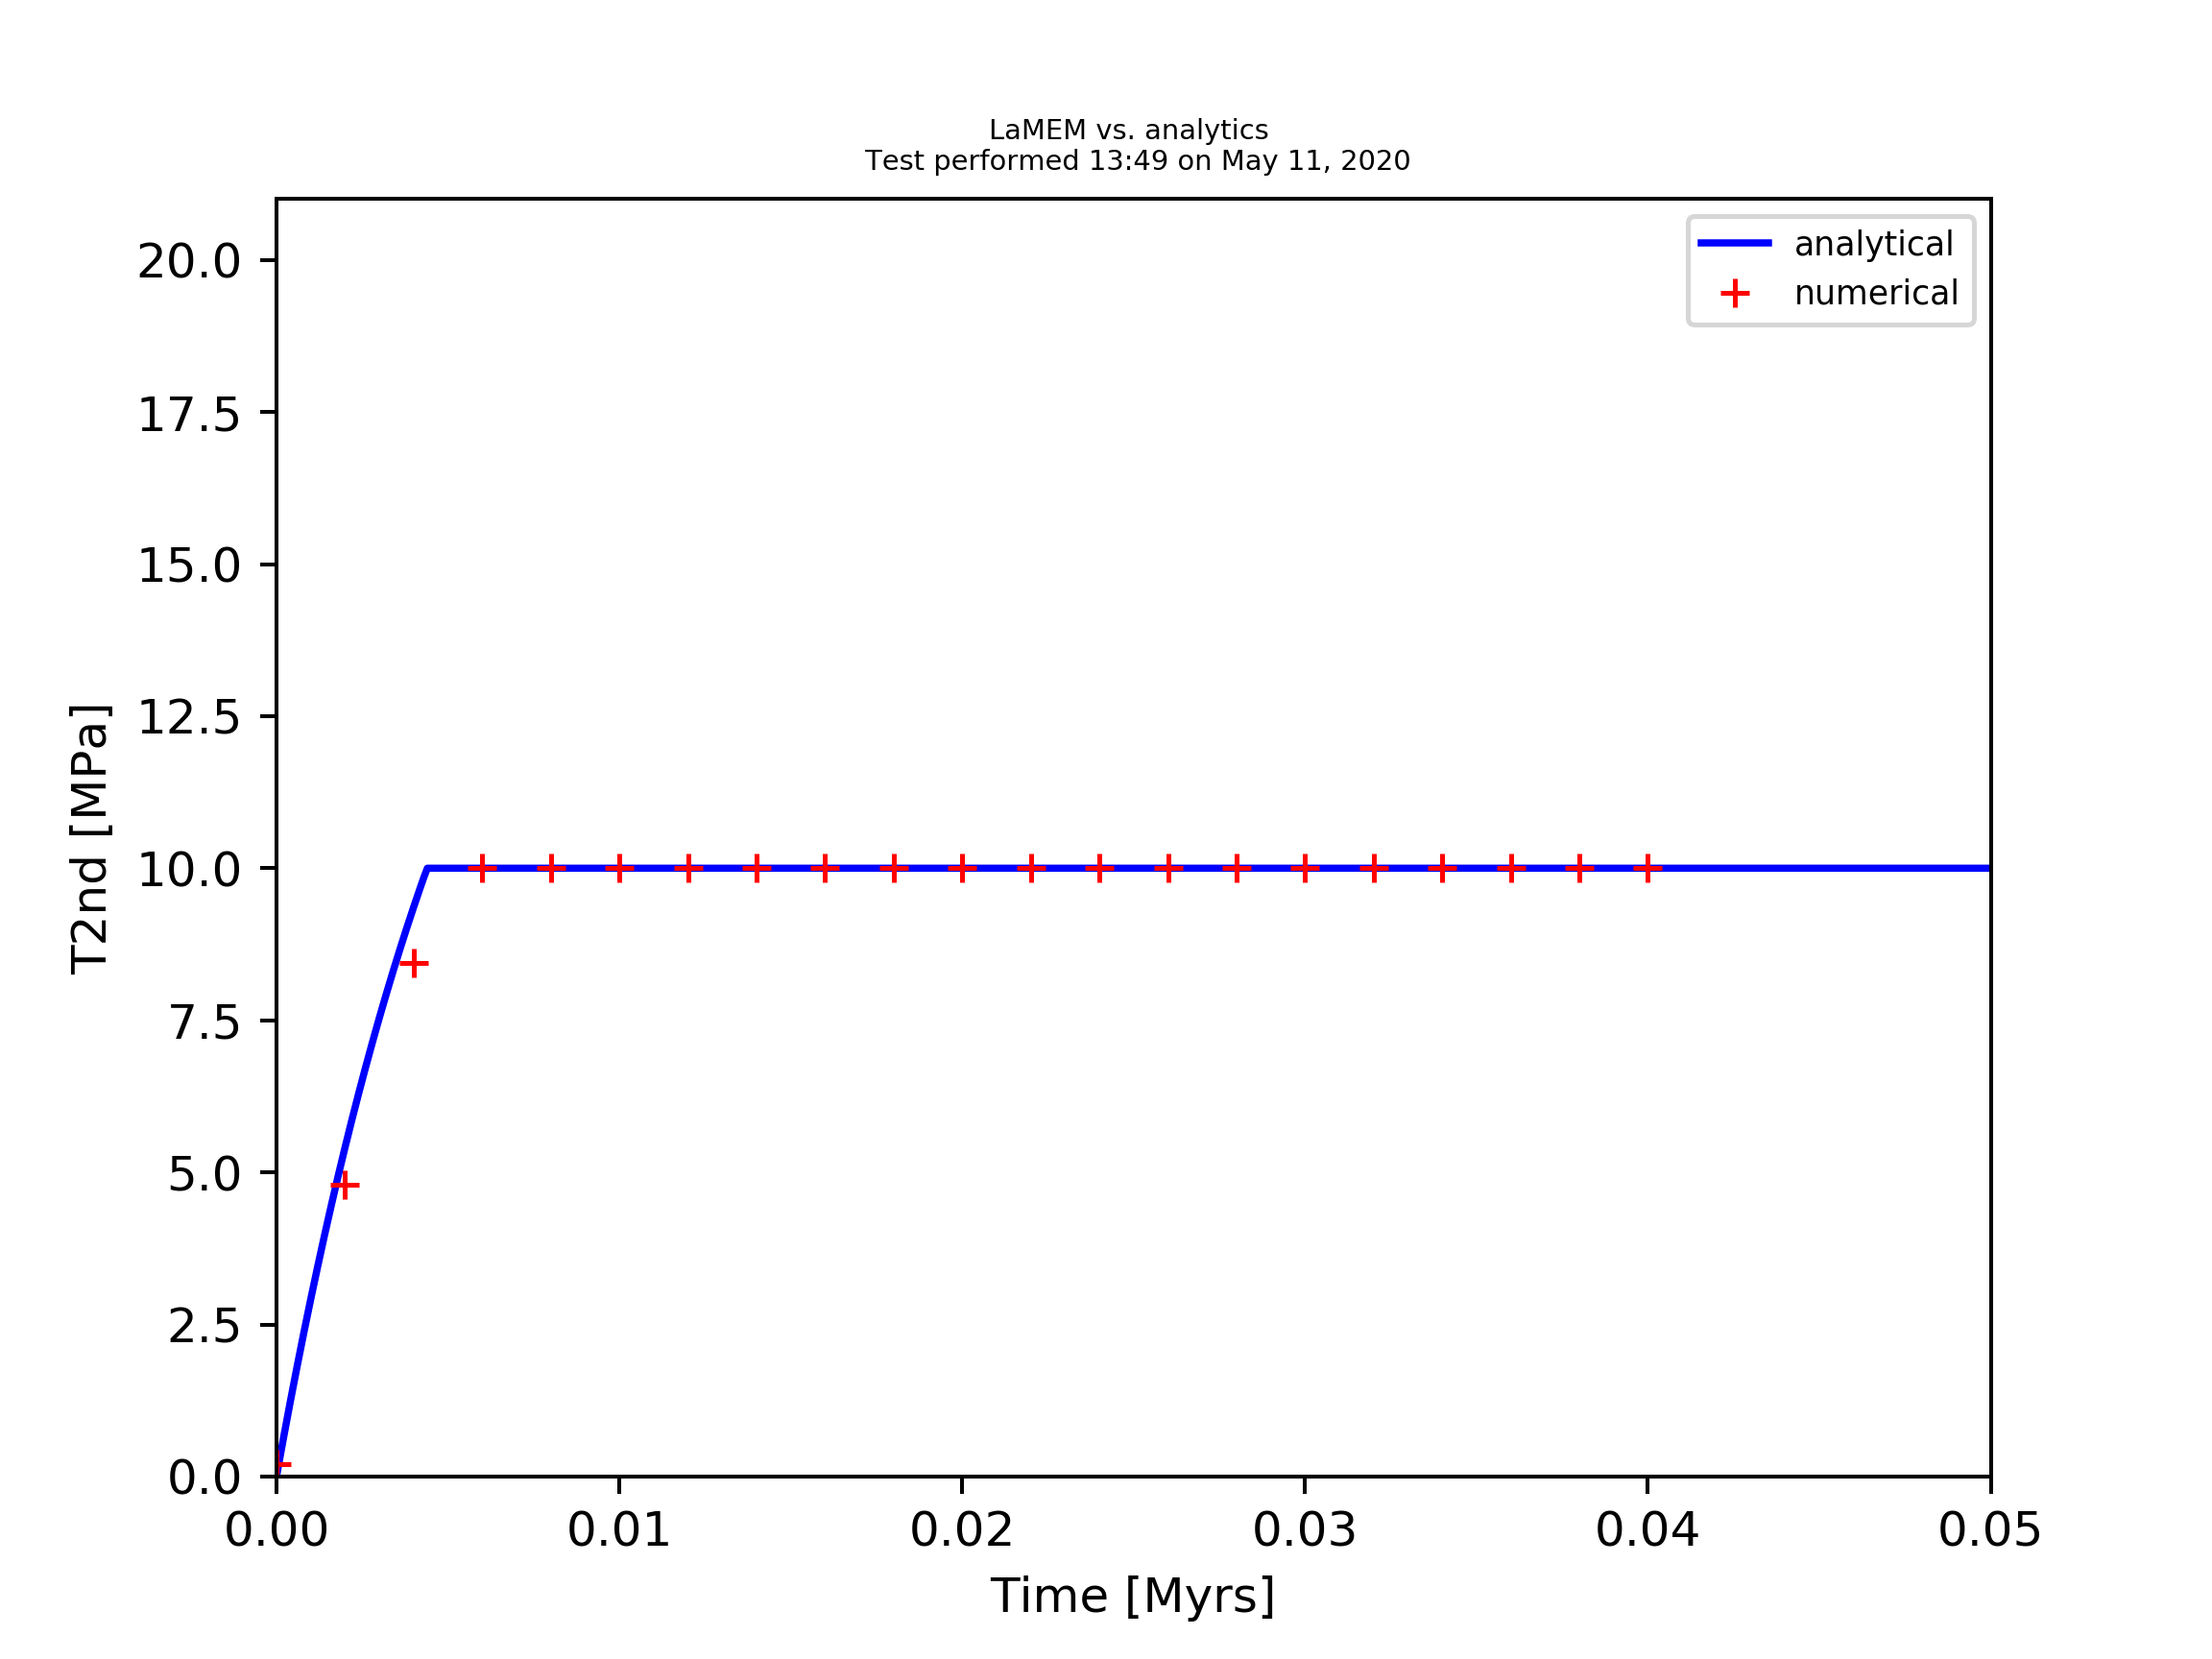 LaMEM vs. analytics
Test performed 13:49 on May 11, 2020
analytical
numerical
20.0
17.5
15.0
12.5
10.0
7.5
5.0
2.5
0.0
T2nd [MPa]
0.00 0.01 0.02 0.03 0.04 0.05
Time [Myrs]